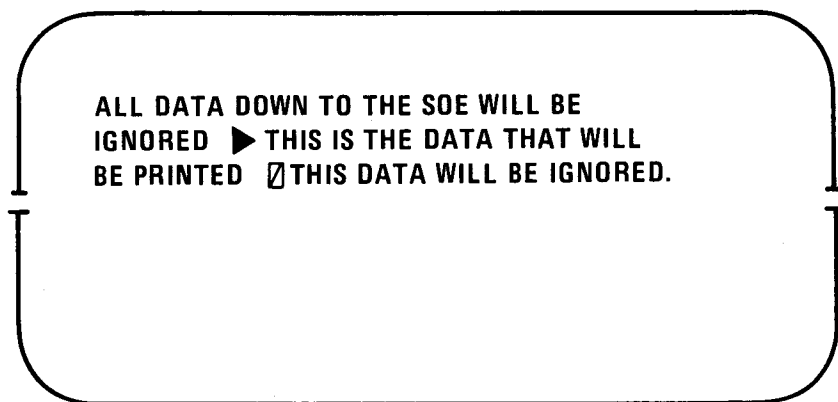 ALL DATA DOWN TO THE SOE WILL BE
IGNORED ▶ THIS IS THE DATA THAT WILL
BE PRINTED ⍁ THIS DATA WILL BE IGNORED.